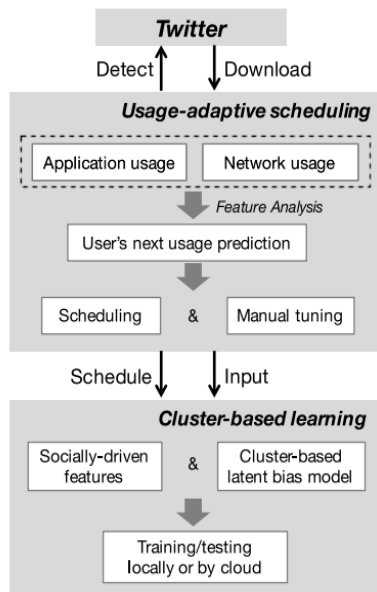 Twitter
Detect
Download
Usage-adaptive scheduling
Application usage
Network usage
Feature Analysis
User's next usage prediction
Scheduling
&
Manual tuning
Schedule
Input
Cluster-based learning
Socially-driven
features
&
Cluster-based
latent bias model
Training/testing
locally or by cloud